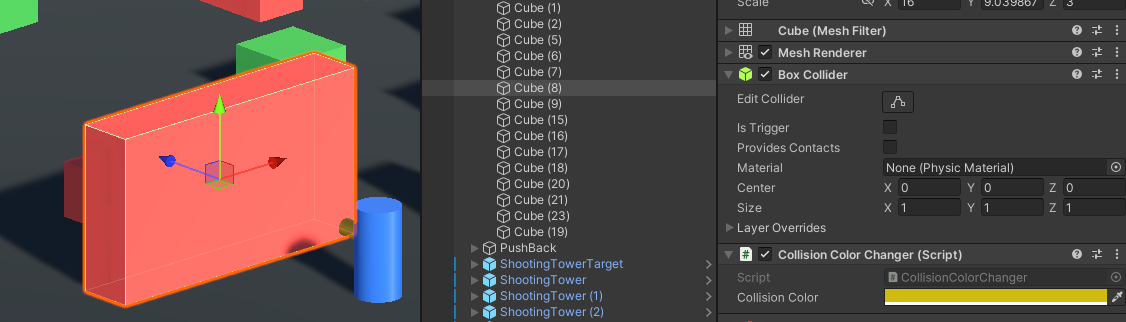 Cube (1)
Cube (2)
Cube (5)
Cube (6)
Cube (7)
Cube (8)
Cube (9)
Cube (15)
Cube (16)
Cube (17)
Cube (18)
Cube (20)
Cube (21)
Cube (23)
Cube (19)
PushBack
ShootingTowerTarget
ShootingTower
ShootingTower (1)
ShootingTower (2)
Scale X 16 Y 9.039867 Z 3
Cube (Mesh Filter)
Mesh Renderer
Box Collider
Edit Collider
Is Trigger
Provides Contacts
Material None (Physic Material)
Center X 0 Y 0 Z 0
Size X 1 Y 1 Z 1
Layer Overrides
# Collision Color Changer (Script)
Script # CollisionColorChanger
Collision Color